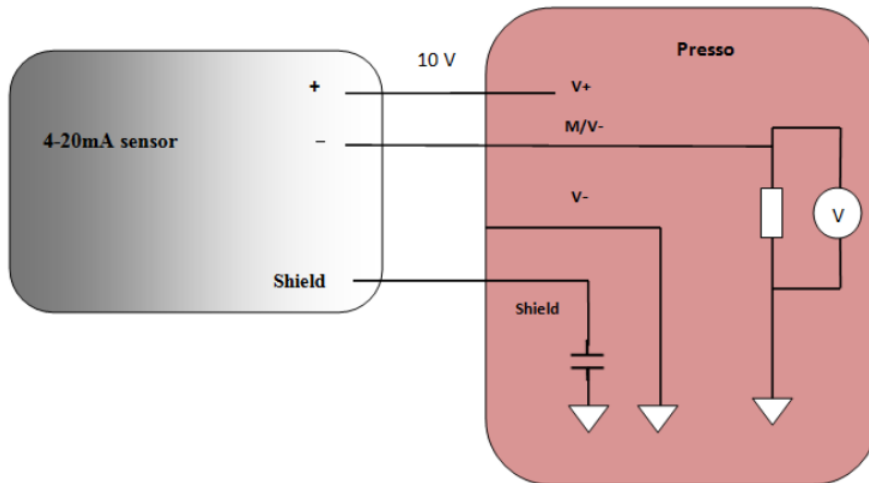 Presso
10 V
+
V+
M/V-
4-20mA sensor
–
V-
V
Shield
Shield